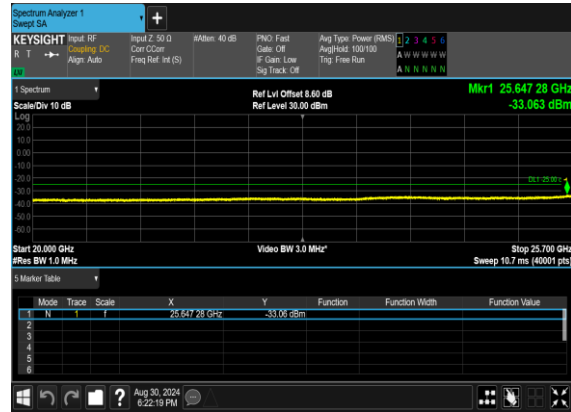 Spectrum Analyzer 1
Swept SA
+
KEYSIGHT
R T
LW
Input: RF
Coupling: DC
Align: Auto
Input Z: 50 Ω
Corr CCorr
Freq Ref: Int (S)
#Atten: 40 dB
PNO: Fast
Gate: Off
IF Gain: Low
Sig Track: Off
Avg Type: Power (RMS)
Avg|Hold: 100/100
Trig: Free Run
1 2 3 4 5 6
A W W W W W
A N N N N N
1 Spectrum
Scale/Div 10 dB
Ref Lvl Offset 8.60 dB
Ref Level 30.00 dBm
Mkr1 25.647 28 GHz
-33.063 dBm
Log
20.0
10.0
0.00
-10.0
-20.0
-30.0
-40.0
-50.0
-60.0
DL1 -25.00
1
Start 20.000 GHz
#Res BW 1.0 MHz
Video BW 3.0 MHz*
Stop 25.700 GHz
Sweep 10.7 ms (40001 pts)
5 Marker Table
Mode Trace Scale X Y Function Function Width Function Value
1 N 1 f 25.647 28 GHz -33.06 dBm
2
3
4
5
6
?
Aug 30, 2024
6:22:19 PM